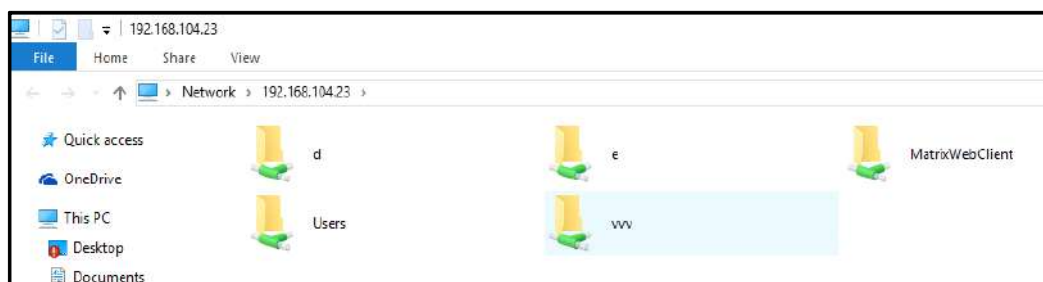 192.168.104.23
File Home Share View
Network > 192.168.104.23 >
Quick access
OneDrive
This PC
Desktop
Documents
d
e
MatrixWebClient
Users
vvv